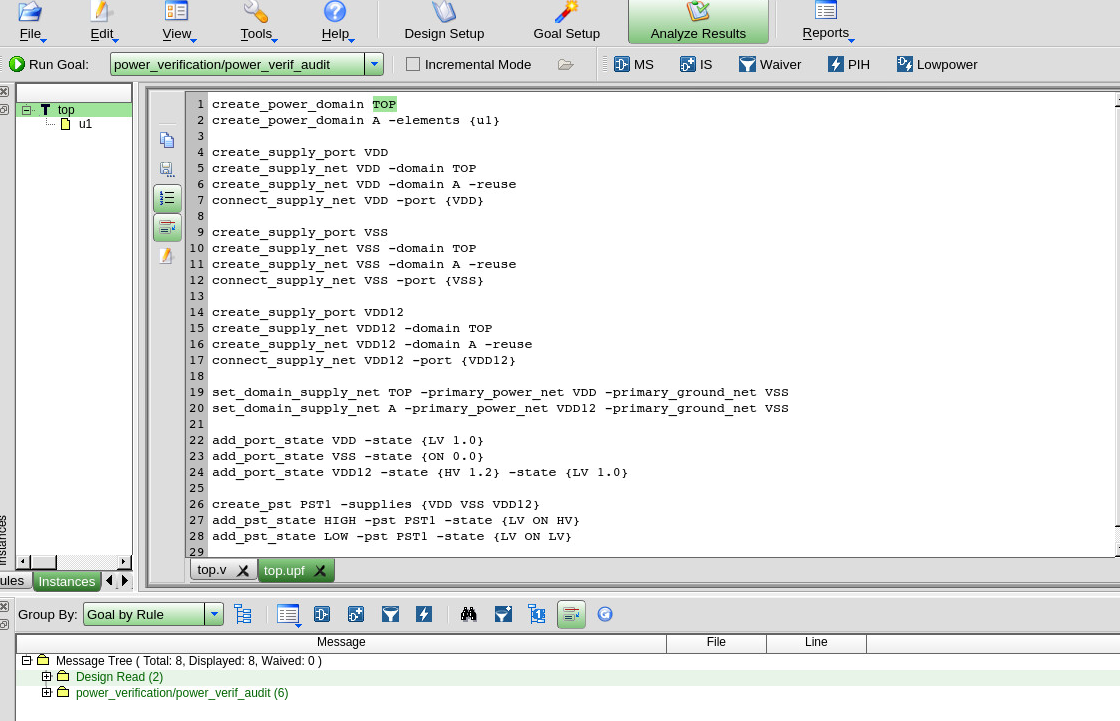 File Edit View Tools Help Design Setup Goal Setup Analyze Results Reports
Run Goal: power_verification/power_verif_audit Incremental Mode MS IS Waiver PIH Lowpower
top
u1
1 create_power_domain TOP
2 create_power_domain A -elements {u1}
3
4 create_supply_port VDD
5 create_supply_net VDD -domain TOP
6 create_supply_net VDD -domain A -reuse
7 connect_supply_net VDD -port {VDD}
8
9 create_supply_port VSS
10 create_supply_net VSS -domain TOP
11 create_supply_net VSS -domain A -reuse
12 connect_supply_net VSS -port {VSS}
13
14 create_supply_port VDD12
15 create_supply_net VDD12 -domain TOP
16 create_supply_net VDD12 -domain A -reuse
17 connect_supply_net VDD12 -port {VDD12}
18
19 set_domain_supply_net TOP -primary_power_net VDD -primary_ground_net VSS
20 set_domain_supply_net A -primary_power_net VDD12 -primary_ground_net VSS
21
22 add_port_state VDD -state {LV 1.0}
23 add_port_state VSS -state {ON 0.0}
24 add_port_state VDD12 -state {HV 1.2} -state {LV 1.0}
25
26 create_pst PST1 -supplies {VDD VSS VDD12}
27 add_pst_state HIGH -pst PST1 -state {LV ON HV}
28 add_pst_state LOW -pst PST1 -state {LV ON LV}
29
top.v top.upf
ules Instances
Group By: Goal by Rule
Message File Line
Message Tree ( Total: 8, Displayed: 8, Waived: 0 )
Design Read (2)
power_verification/power_verif_audit (6)